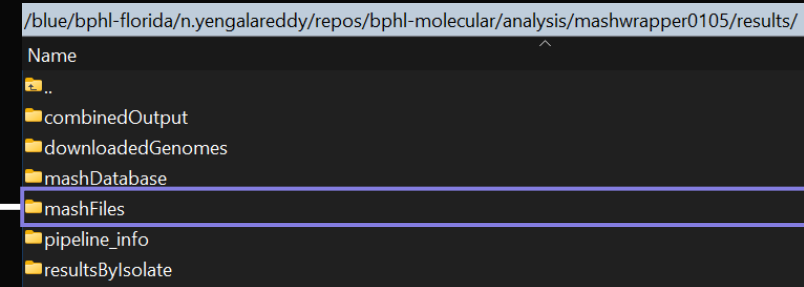 /blue/bphl-florida/n.yengalareddy/repos/bphl-molecular/analysis/mashwrapper0105/results/
Name
..
combinedOutput
downloadedGenomes
mashDatabase
mashFiles
pipeline_info
resultsByIsolate